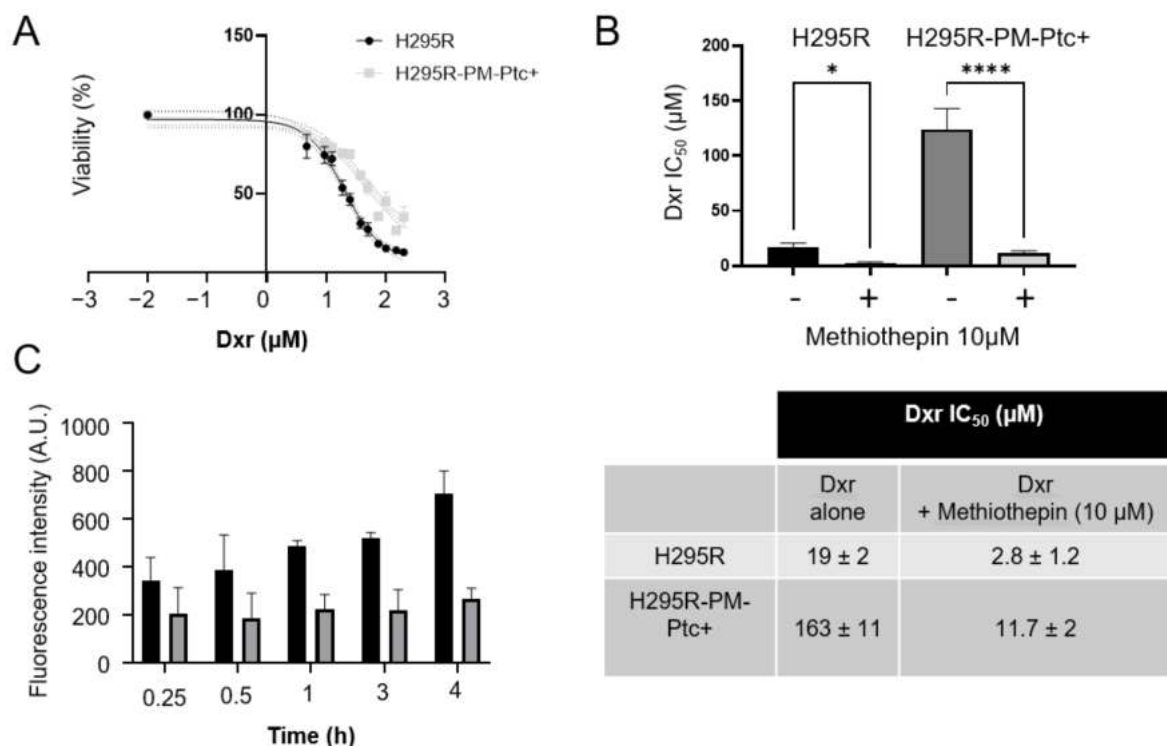 A
H295R
H295R-PM-Ptc+
Viability (%)
150
100
50
−3 −2 −1 0 1 2 3
Dxr (µM)
B
H295R H295R-PM-Ptc+
* ****
Dxr IC50 (µM)
200
150
100
50
0
- + - +
Methiothepin 10µM
C
Fluorescence intensity (A.U.)
1000
800
600
400
200
0
0.25 0.5 1 3 4
Time (h)
Dxr IC50 (µM)
Dxr alone
Dxr + Methiothepin (10 µM)
H295R 19 ± 2 2.8 ± 1.2
H295R-PM-Ptc+ 163 ± 11 11.7 ± 2